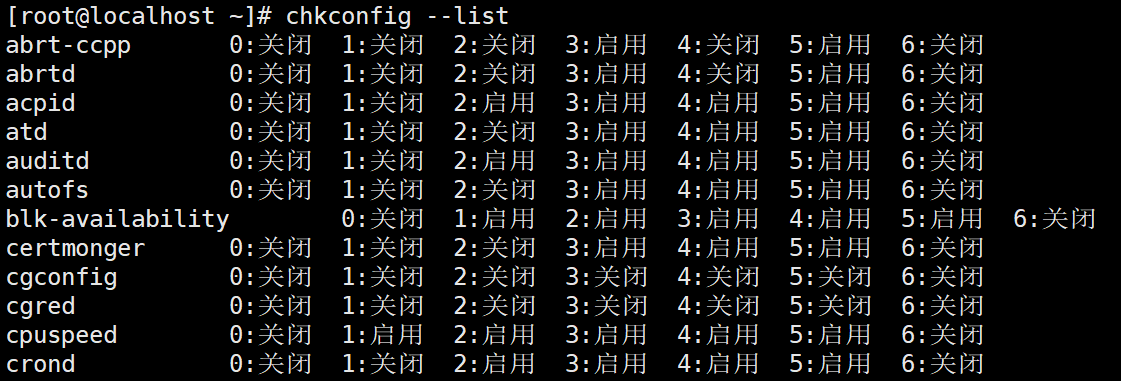 [root@localhost ~]# chkconfig --list
abrt-ccpp       0:关闭  1:关闭  2:关闭  3:启用  4:关闭  5:启用  6:关闭
abrtd           0:关闭  1:关闭  2:关闭  3:启用  4:关闭  5:启用  6:关闭
acpid           0:关闭  1:关闭  2:启用  3:启用  4:启用  5:启用  6:关闭
atd             0:关闭  1:关闭  2:关闭  3:启用  4:启用  5:启用  6:关闭
auditd          0:关闭  1:关闭  2:启用  3:启用  4:启用  5:启用  6:关闭
autofs          0:关闭  1:关闭  2:关闭  3:启用  4:启用  5:启用  6:关闭
blk-availability        0:关闭  1:启用  2:启用  3:启用  4:启用  5:启用  6:关闭
certmonger      0:关闭  1:关闭  2:关闭  3:启用  4:启用  5:启用  6:关闭
cgconfig        0:关闭  1:关闭  2:关闭  3:关闭  4:关闭  5:关闭  6:关闭
cgred           0:关闭  1:关闭  2:关闭  3:关闭  4:关闭  5:关闭  6:关闭
cpuspeed        0:关闭  1:启用  2:启用  3:启用  4:启用  5:启用  6:关闭
crond           0:关闭  1:关闭  2:启用  3:启用  4:启用  5:启用  6:关闭